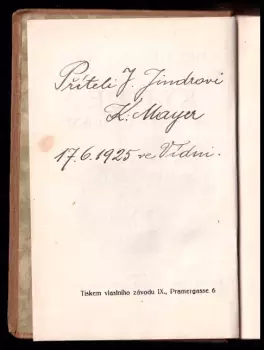 Příteli J. Jindrovi
K. Mayer
17.6.1925 ve Vídni.
Tiskem vlastního závodu IX., Pramergasse 6